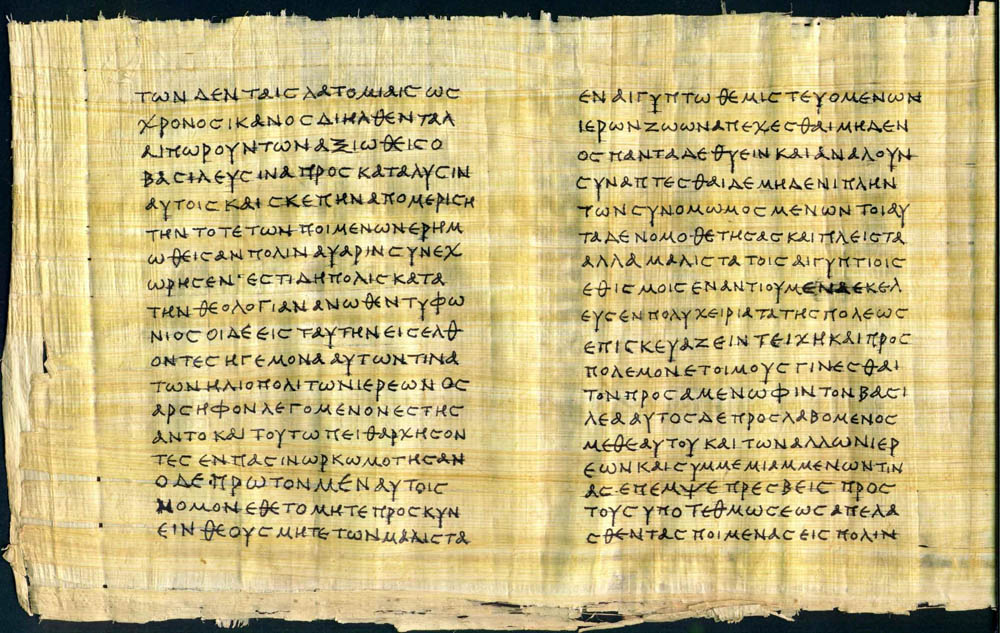 ΤΩΝ ΔΕΝ ΤΑΙϹ ΛΑΤΟΜΙΑΙϹ ΩϹ
ΧΡΟΝΟϹ ΙΚΑΝΟϹ ΔΙΗΛΘΕΝ ΤΑΛ
ΑΙΠΩΡΟΥΝΤΩΝ ΑΞΙΩΘΕΙϹ Ο
ΒΑϹΙΛΕΥϹ ΙΝΑ ΠΡΟϹ ΚΑΤΑΛΥϹΙΝ
ΑΥΤΟΙϹ ΚΑΙ ϹΚΕΠΗΝ ΑΠΟΜΕΡΙϹΗ
ΤΗΝ ΤΟΤΕ ΤΩΝ ΠΟΙΜΕΝΩΝ ΕΡΗΜ
ΩΘΕΙϹΑΝ ΠΟΛΙΝ ΑΥΑΡΙΝ ϹΥΝΕΧ
ΩΡΗϹΕΝ· ΕϹΤΙ ΔΗ ΠΟΛΙϹ ΚΑΤΑ
ΤΗΝ ΘΕΟΛΟΓΙΑΝ ΑΝΩΘΕΝ ΤΥΦΩ
ΝΙΟϹ ΟΙ ΔΕ ΕΙϹ ΤΑΥΤΗΝ ΕΙϹΕΛΘ
ΟΝΤΕϹ ΗΓΕΜΟΝΑ ΑΥΤΩΝ ΤΙΝΑ
ΤΩΝ ΗΛΙΟΠΟΛΙΤΩΝ ΙΕΡΕΩΝ ΟϹ
ΑΡϹΗΦΟΝ ΛΕΓΟΜΕΝΟΝ ΕϹΤΗϹ
ΑΝΤΟ ΚΑΙ ΤΟΥΤΩ ΠΕΙΘΑΡΧΗϹΟΝ
ΤΕϹ ΕΝ ΠΑϹΙΝ ΩΡΚΩΜΟΤΗϹΑΝ
Ο ΔΕ ΠΡΩΤΟΝ ΜΕΝ ΑΥΤΟΙϹ
ΝΟΜΟΝ ΕΘΕΤΟ ΜΗΤΕ ΠΡΟϹΚΥΝ
ΕΙΝ ΘΕΟΥϹ ΜΗΤΕ ΤΩΝ ΜΑΛΙϹΤΑ
ΕΝ ΑΙΓΥΠΤΩ ΘΕΜΙϹΤΕΥΟΜΕΝΩΝ
ΙΕΡΩΝ ΖΩΩΝ ΑΠΕΧΕϹΘΑΙ ΜΗΔΕΝ
ΟϹ ΠΑΝΤΑ ΔΕ ΘΥΕΙΝ ΚΑΙ ΑΝΑΛΟΥΝ
ϹΥΝΑΠΤΕϹΘΑΙ ΔΕ ΜΗΔΕΝΙ ΠΛΗΝ
ΤΩΝ ϹΥΝΟΜΩΜΟϹΜΕΝΩΝ ΤΟΙΑΥ
ΤΑ ΔΕ ΝΟΜΟΘΕΤΗϹΑϹ ΚΑΙ ΠΛΕΙϹΤΑ
ΑΛΛΑ ΜΑΛΙϹΤΑ ΤΟΙϹ ΑΙΓΥΠΤΙΟΙϹ
ΕΘΙϹΜΟΙϹ ΕΝΑΝΤΙΟΥΜΕΝΑ ΕΚΕΛ
ΕΥϹΕΝ ΠΟΛΥΧΕΙΡΙΑ ΤΑ ΤΗϹ ΠΟΛΕΩϹ
ΕΠΙϹΚΕΥΑΖΕΙΝ ΤΕΙΧΗ ΚΑΙ ΠΡΟϹ
ΠΟΛΕΜΟΝ ΕΤΟΙΜΟΥϹ ΓΙΝΕϹΘΑΙ
ΤΟΝ ΠΡΟϹ ΑΜΕΝΩΦΙΝ ΤΟΝ ΒΑϹΙ
ΛΕΑ ΑΥΤΟϹ ΔΕ ΠΡΟϹΛΑΒΟΜΕΝΟϹ
ΜΕΘΕΑΥΤΟΥ ΚΑΙ ΤΩΝ ΑΛΛΩΝ ΙΕΡ
ΕΩΝ ΚΑΙ ϹΥΜΜΕΜΙΑΜΜΕΝΩΝ ΤΙΝ
ΑϹ ΕΠΕΜΨΕ ΠΡΕϹΒΕΙϹ ΠΡΟϹ
ΤΟΥϹ ΥΠΟ ΤΕΘΜΩϹΕΩϹ ΑΠΕΛΑ
ϹΘΕΝΤΑϹ ΠΟΙΜΕΝΑϹ ΕΙϹ ΠΟΛΙΝ